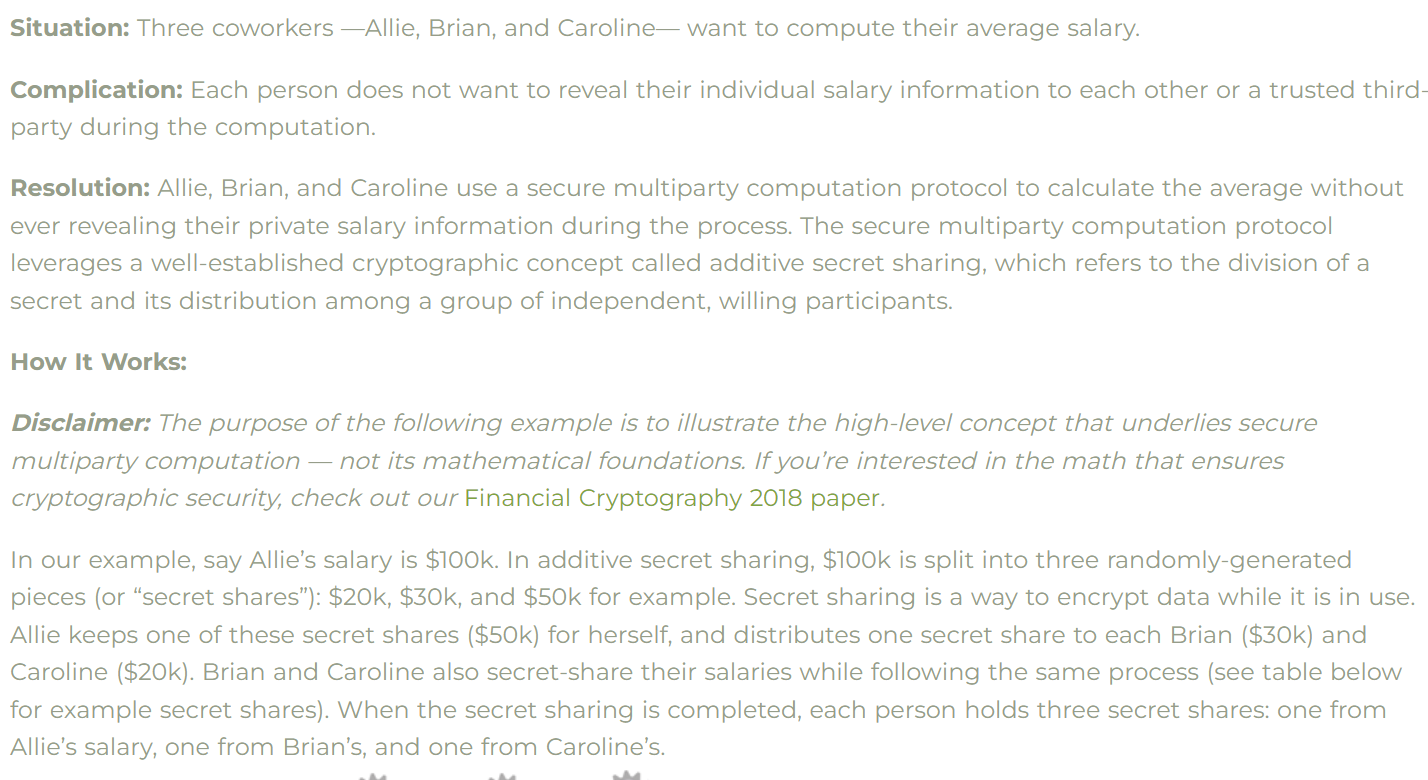 Situation: Three coworkers —Allie, Brian, and Caroline— want to compute their average salary.
Complication: Each person does not want to reveal their individual salary information to each other or a trusted third-
party during the computation.
Resolution: Allie, Brian, and Caroline use a secure multiparty computation protocol to calculate the average without
ever revealing their private salary information during the process. The secure multiparty computation protocol
leverages a well-established cryptographic concept called additive secret sharing, which refers to the division of a
secret and its distribution among a group of independent, willing participants.
How It Works:
Disclaimer: The purpose of the following example is to illustrate the high-level concept that underlies secure
multiparty computation — not its mathematical foundations. If you’re interested in the math that ensures
cryptographic security, check out our Financial Cryptography 2018 paper.
In our example, say Allie’s salary is $100k. In additive secret sharing, $100k is split into three randomly-generated
pieces (or “secret shares”): $20k, $30k, and $50k for example. Secret sharing is a way to encrypt data while it is in use.
Allie keeps one of these secret shares ($50k) for herself, and distributes one secret share to each Brian ($30k) and
Caroline ($20k). Brian and Caroline also secret-share their salaries while following the same process (see table below
for example secret shares). When the secret sharing is completed, each person holds three secret shares: one from
Allie’s salary, one from Brian’s, and one from Caroline’s.